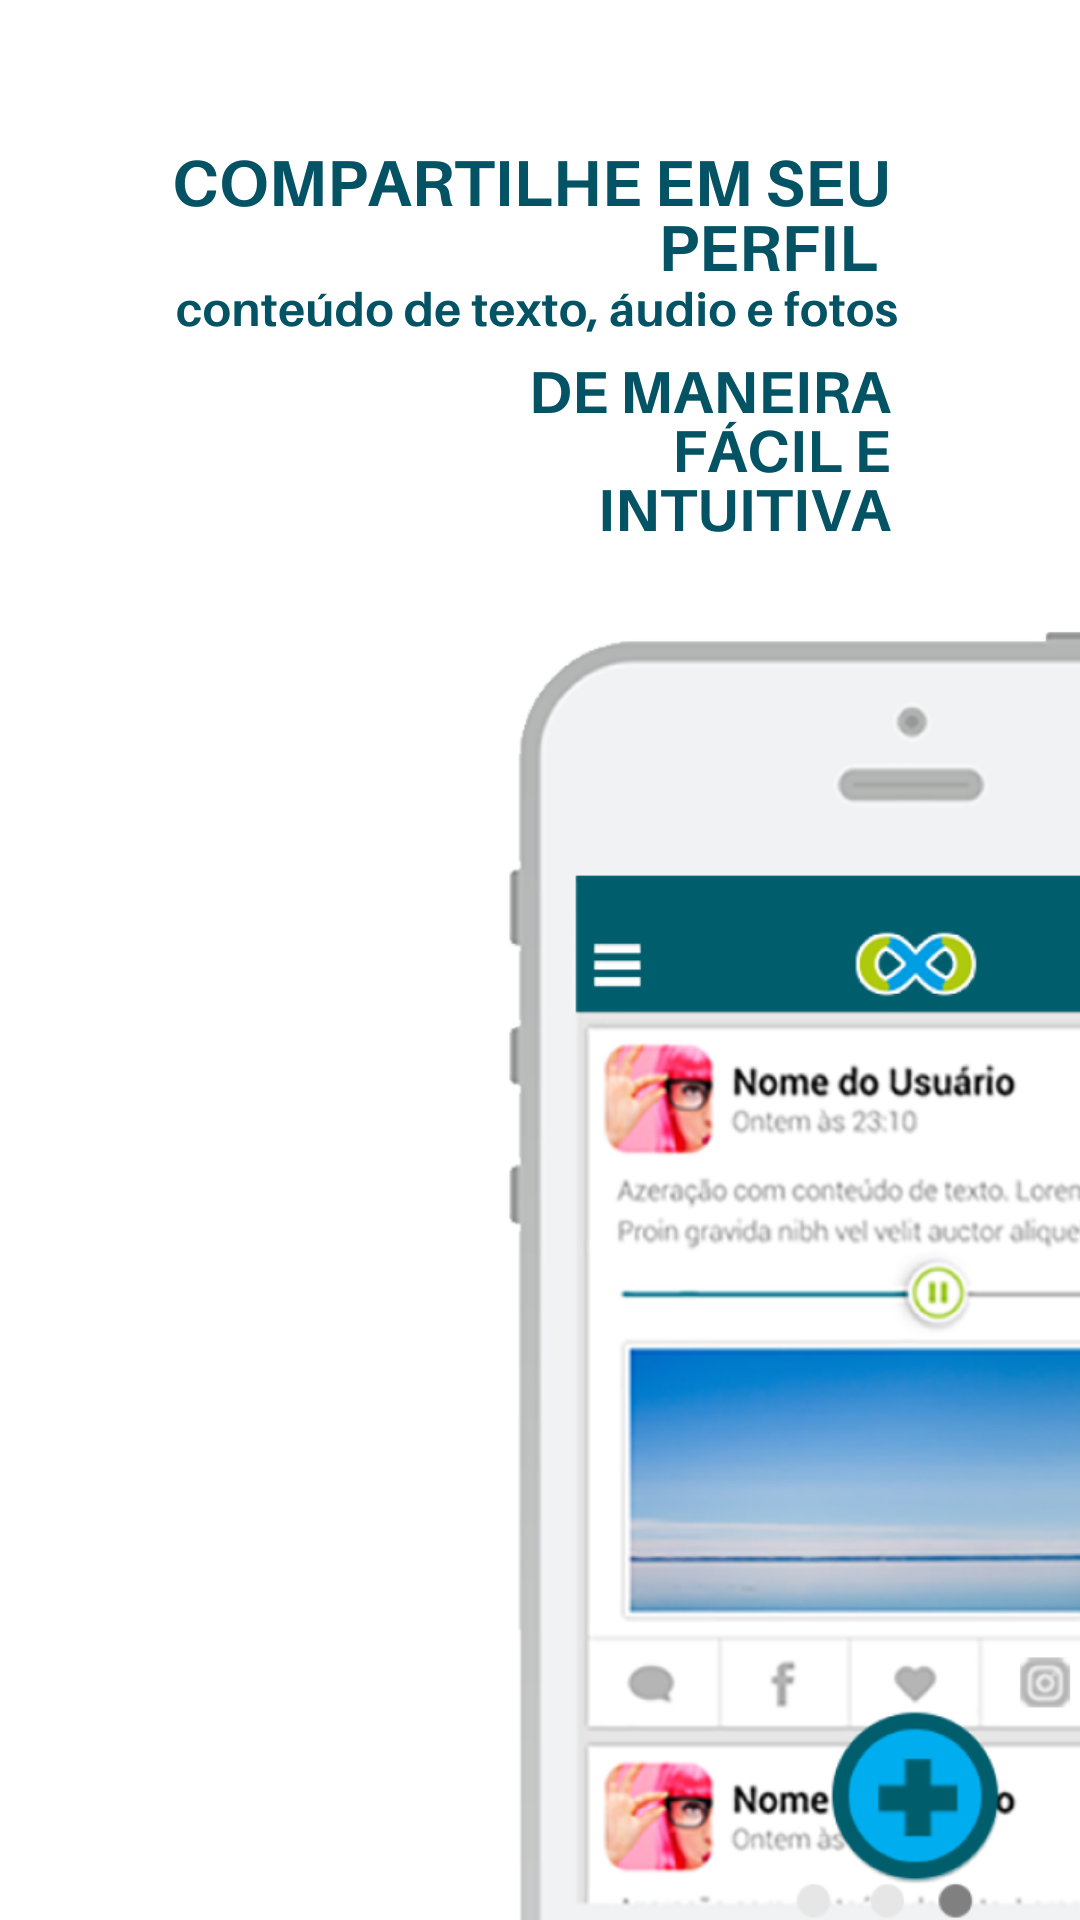 COMPARTILHE EM SEU
PERFIL
conteúdo de texto, áudio e fotos
DE MANEIRA
FÁCIL E
INTUITIVA
Nome do Usuário
Ontem às 23:10
Azeração com conteúdo de texto. Loren
Proin gravida nibh vel velit auctor alique
f
Nome o
Ontem às